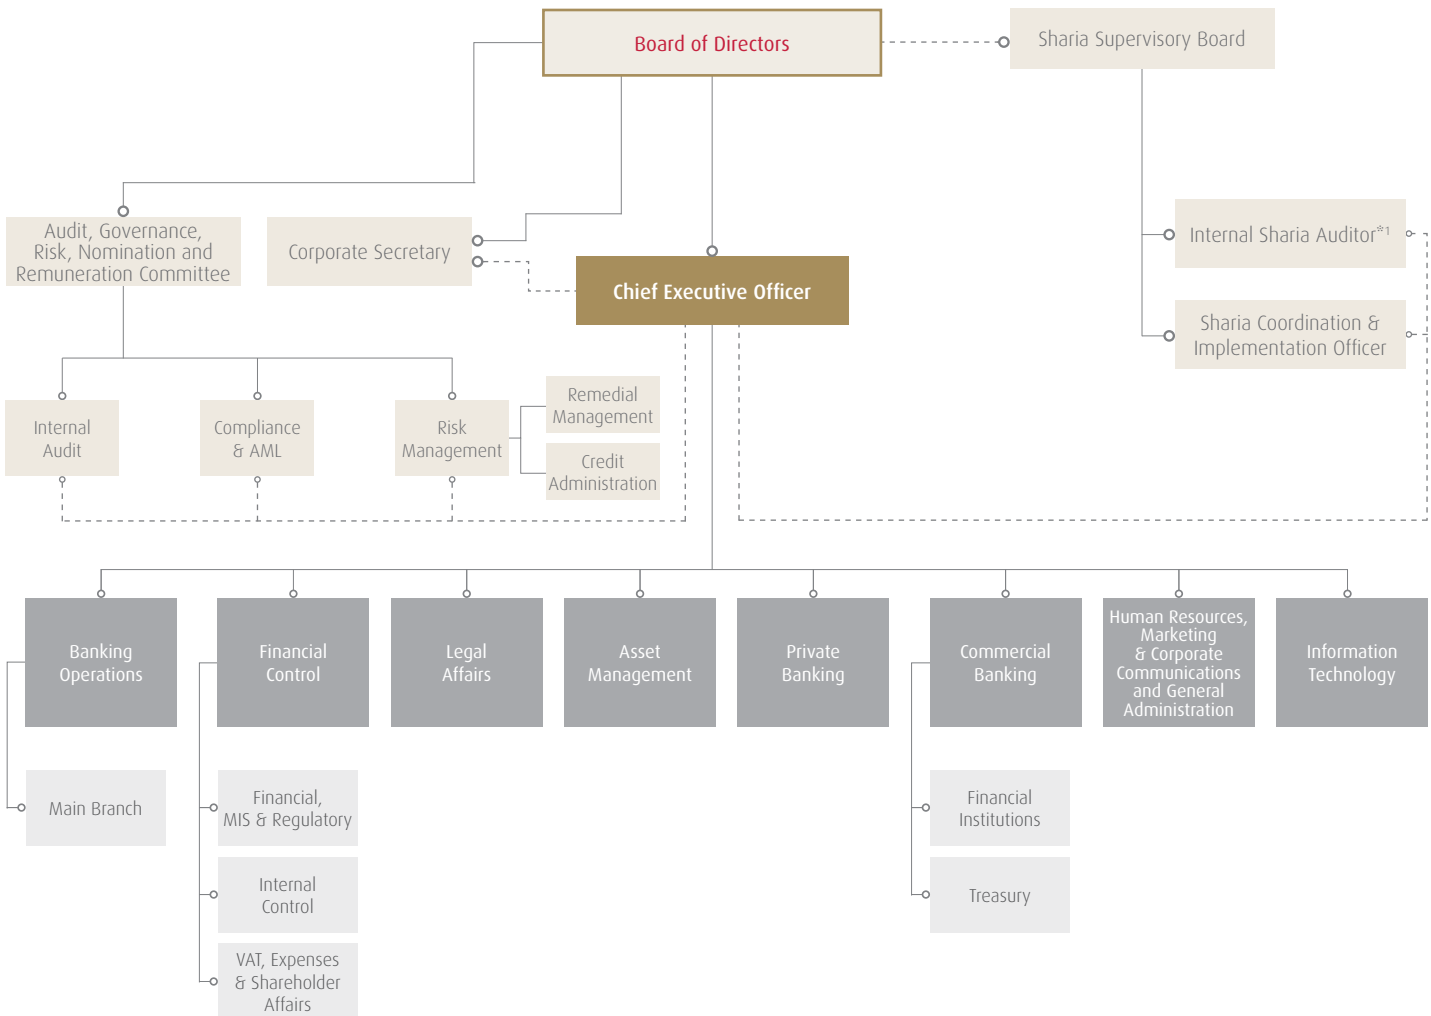 Board of Directors
Sharia Supervisory Board
Audit, Governance,
Risk, Nomination and
Remuneration Committee
Corporate Secretary
Chief Executive Officer
Internal Sharia Auditor*1
Sharia Coordination &
Implementation Officer
Internal
Audit
Compliance
& AML
Risk
Management
Remedial
Management
Credit
Administration
Banking
Operations
Financial
Control
Legal
Affairs
Asset
Management
Private
Banking
Commercial
Banking
Human Resources,
Marketing
& Corporate
Communications
and General
Administration
Information
Technology
Main Branch
Financial,
MIS & Regulatory
Internal
Control
VAT, Expenses
& Shareholder
Affairs
Financial
Institutions
Treasury